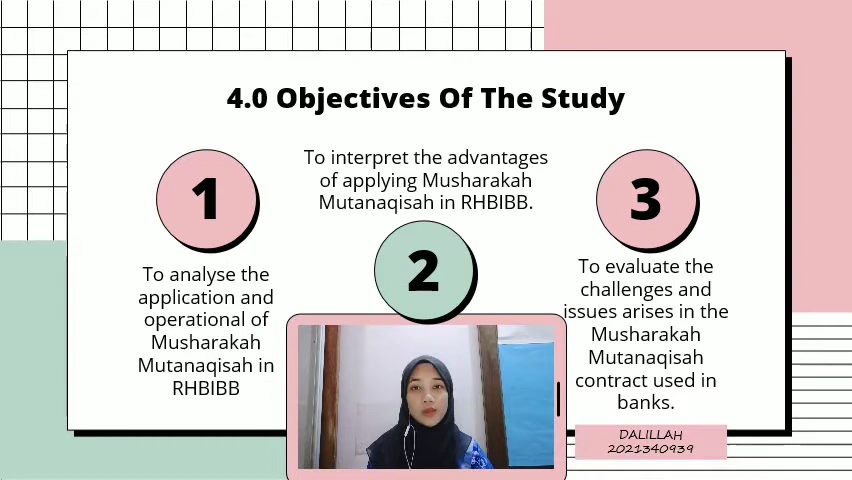 4.0 Objectives Of The Study
1
To analyse the
application and
operational of
Musharakah
Mutanaqisah in
RHBIBB
To interpret the advantages
of applying Musharakah
Mutanaqisah in RHBIBB.
2
3
To evaluate the
challenges and
issues arises in the
Musharakah
Mutanaqisah
contract used in
banks.
DALILLAH
2021340939